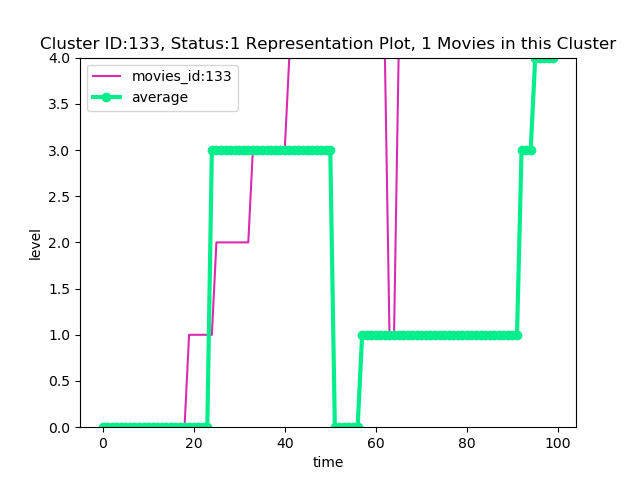 Cluster ID:133, Status:1 Representation Plot, 1 Movies in this Cluster
4.0
movies_id:133
average
3.5
3.0
2.5
2.0
1.5
1.0
0.5
0.0
level
0 20 40 60 80 100
time